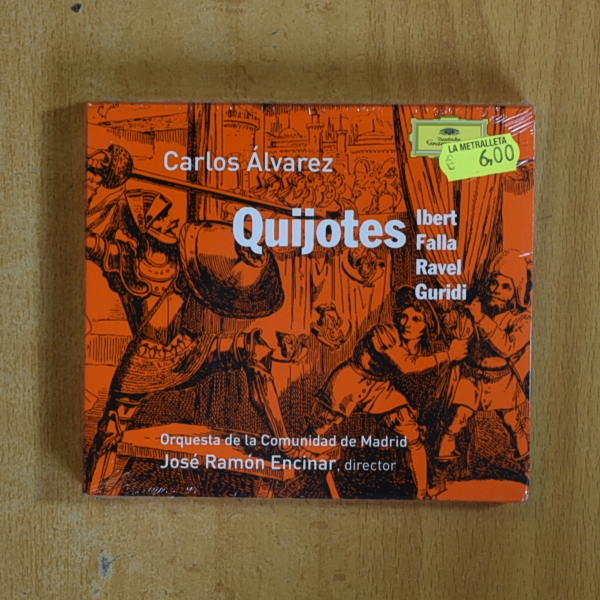 Carlos Álvarez
Deutsche
LA METRALLETA
€ 6,00
Quijotes
Ibert
Falla
Ravel
Guridi
Orquesta de la Comunidad de Madrid
José Ramón Encinar, director